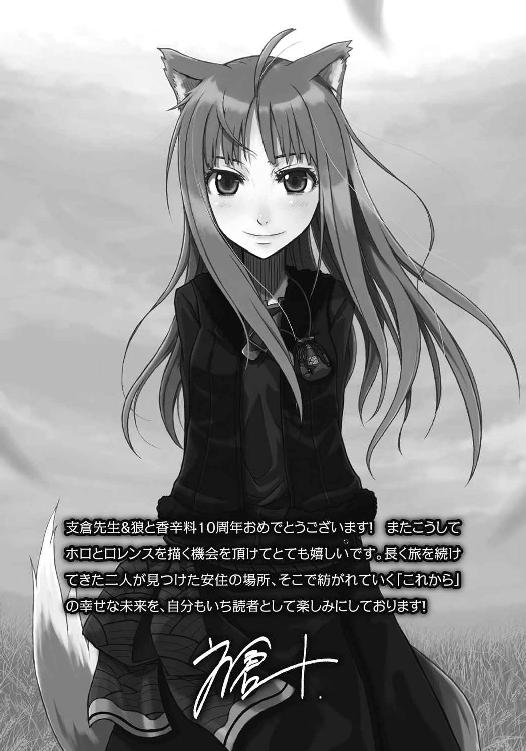 支倉先生&狼と香辛料10周年おめでとうございます! またこうして
ホロとロレンスを描く機会を頂けてとても嬉しいです。長く旅を続け
てきた二人が見つけた安住の場所、そこで紡がれていく「これから」
の幸せな未来を、自分もいち読者として楽しみにしております!
文倉十.